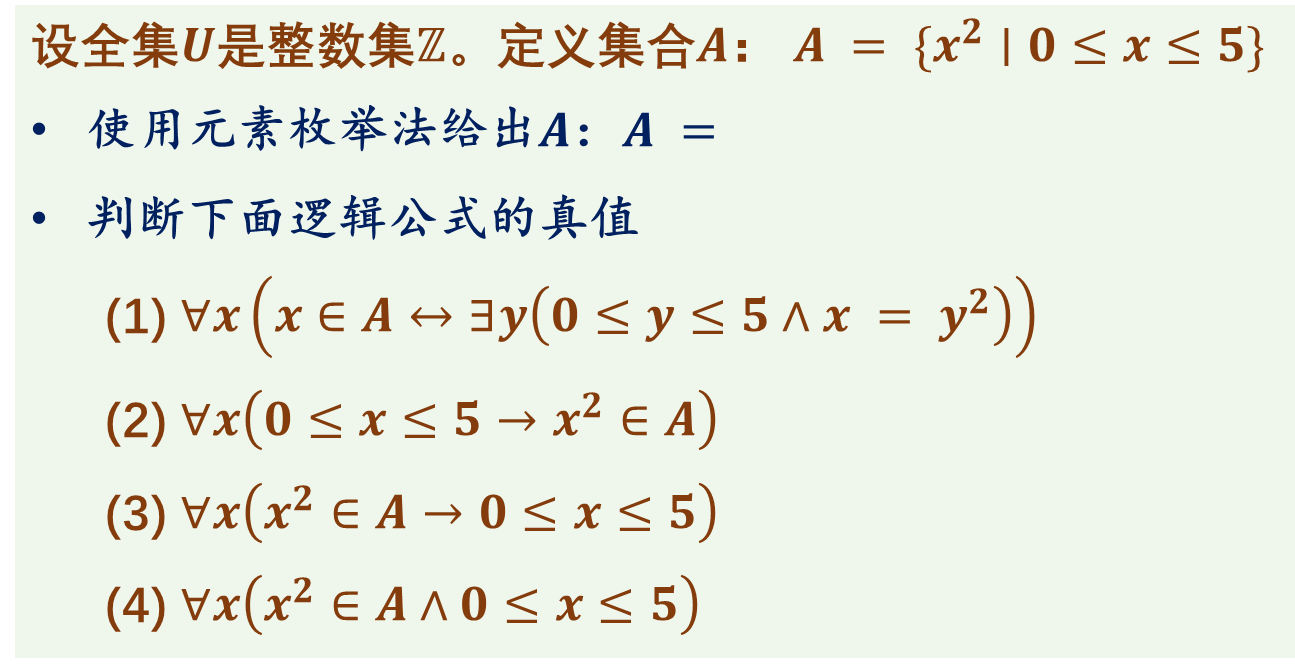 设全集U是整数集ℤ。定义集合A： A = {x² | 0 ≤ x ≤ 5}
• 使用元素枚举法给出A：A =
• 判断下面逻辑公式的真值
(1) ∀x(x ∈ A ↔ ∃y(0 ≤ y ≤ 5 ∧ x = y²))
(2) ∀x(0 ≤ x ≤ 5 → x² ∈ A)
(3) ∀x(x² ∈ A → 0 ≤ x ≤ 5)
(4) ∀x(x² ∈ A ∧ 0 ≤ x ≤ 5)